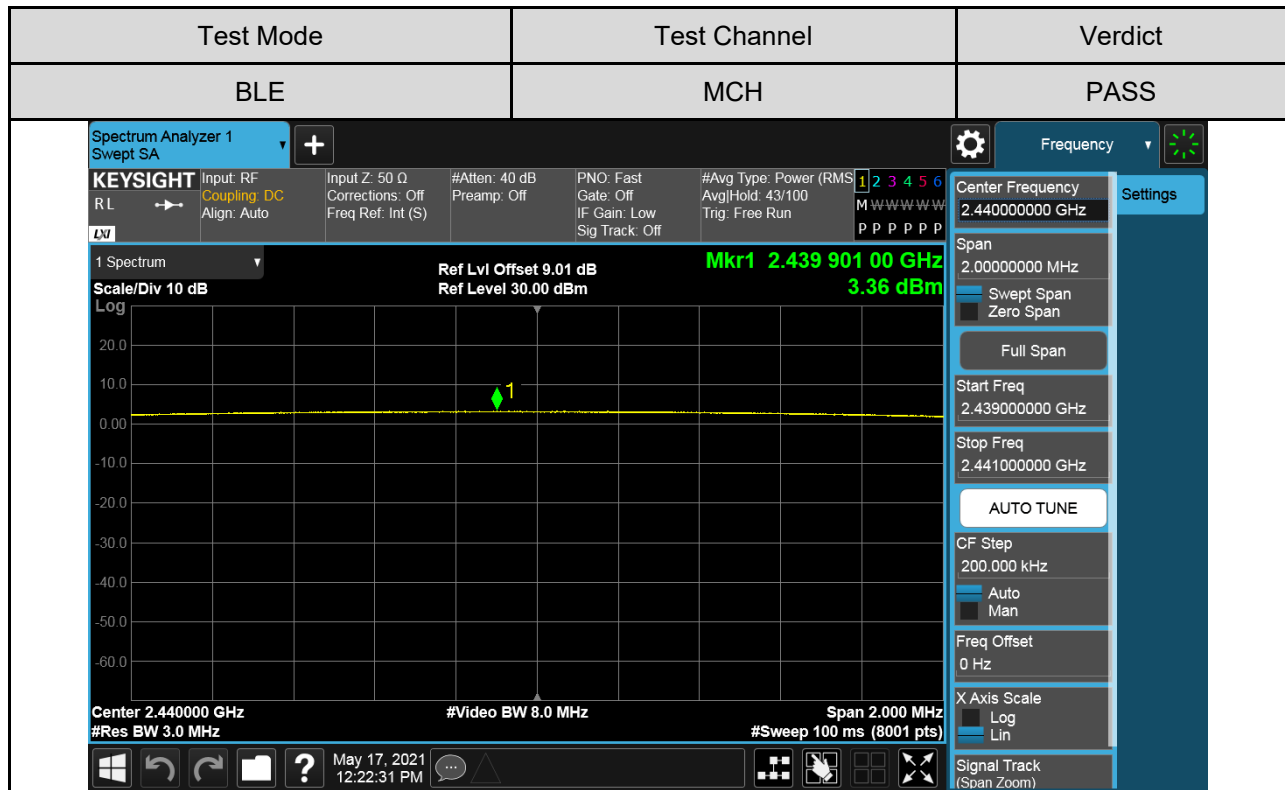 Test Mode Test Channel Verdict
BLE MCH PASS
Spectrum Analyzer 1
Swept SA
Frequency
KEYSIGHT
R L
LXI
Input: RF
Coupling: DC
Align: Auto
Input Z: 50 Ω
Corrections: Off
Freq Ref: Int (S)
#Atten: 40 dB
Preamp: Off
PNO: Fast
Gate: Off
IF Gain: Low
Sig Track: Off
#Avg Type: Power (RMS
Avg|Hold: 43/100
Trig: Free Run
1 2 3 4 5 6
M W W W W W
P P P P P P
1 Spectrum
Scale/Div 10 dB
Log
Ref Lvl Offset 9.01 dB
Ref Level 30.00 dBm
Mkr1 2.439 901 00 GHz
3.36 dBm
20.0
10.0
0.00
-10.0
-20.0
-30.0
-40.0
-50.0
-60.0
1
Center 2.440000 GHz
#Res BW 3.0 MHz
#Video BW 8.0 MHz
Span 2.000 MHz
#Sweep 100 ms (8001 pts)
May 17, 2021
12:22:31 PM
Center Frequency
2.440000000 GHz
Settings
Span
2.00000000 MHz
Swept Span
Zero Span
Full Span
Start Freq
2.439000000 GHz
Stop Freq
2.441000000 GHz
AUTO TUNE
CF Step
200.000 kHz
Auto
Man
Freq Offset
0 Hz
X Axis Scale
Log
Lin
Signal Track
(Span Zoom)